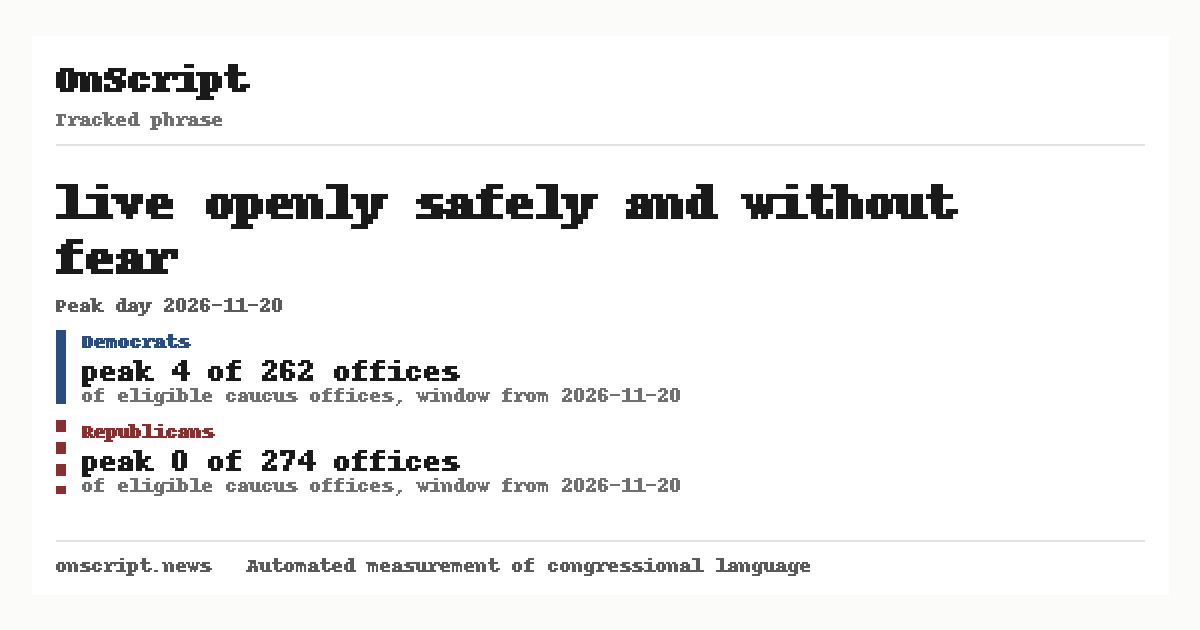 OnScript
Tracked phrase
live openly safely and without
fear
Peak day 2026-11-20
Democrats
peak 4 of 262 offices
of eligible caucus offices, window from 2026-11-20
Republicans
peak 0 of 274 offices
of eligible caucus offices, window from 2026-11-20
onscript.news Automated measurement of congressional language